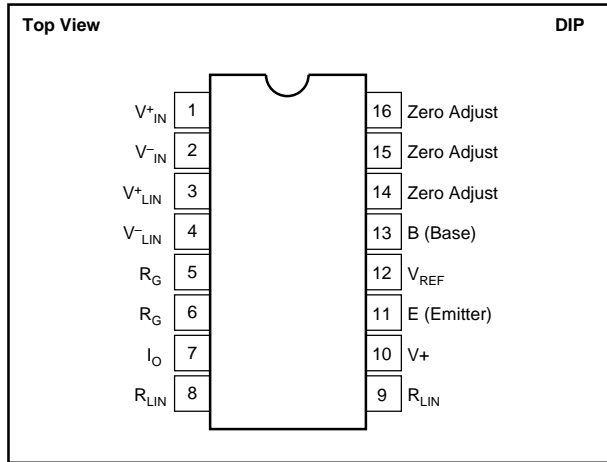 Top View DIP
V+IN 1 16 Zero Adjust
V–IN 2 15 Zero Adjust
V+LIN 3 14 Zero Adjust
V–LIN 4 13 B (Base)
RG 5 12 VREF
RG 6 11 E (Emitter)
IO 7 10 V+
RLIN 8 9 RLIN